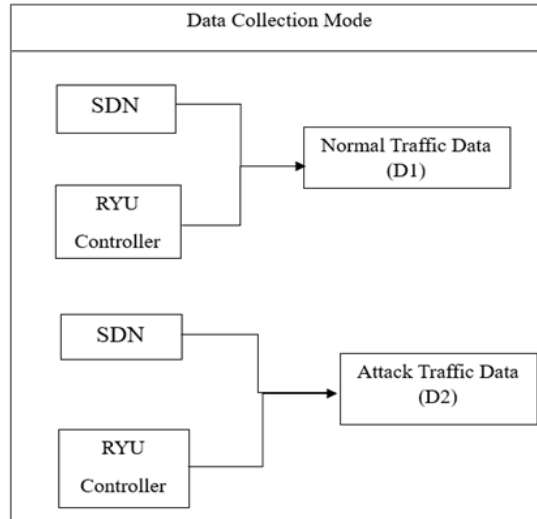 Data Collection Mode
SDN
Normal Traffic Data
(D1)
RYU
Controller
SDN
Attack Traffic Data
(D2)
RYU
Controller